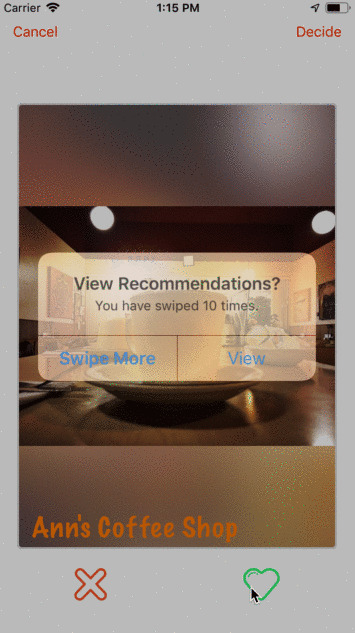 Carrier 1:15 PM
Cancel Decide
View Recommendations?
You have swiped 10 times.
Swipe More View
Ann's Coffee Shop